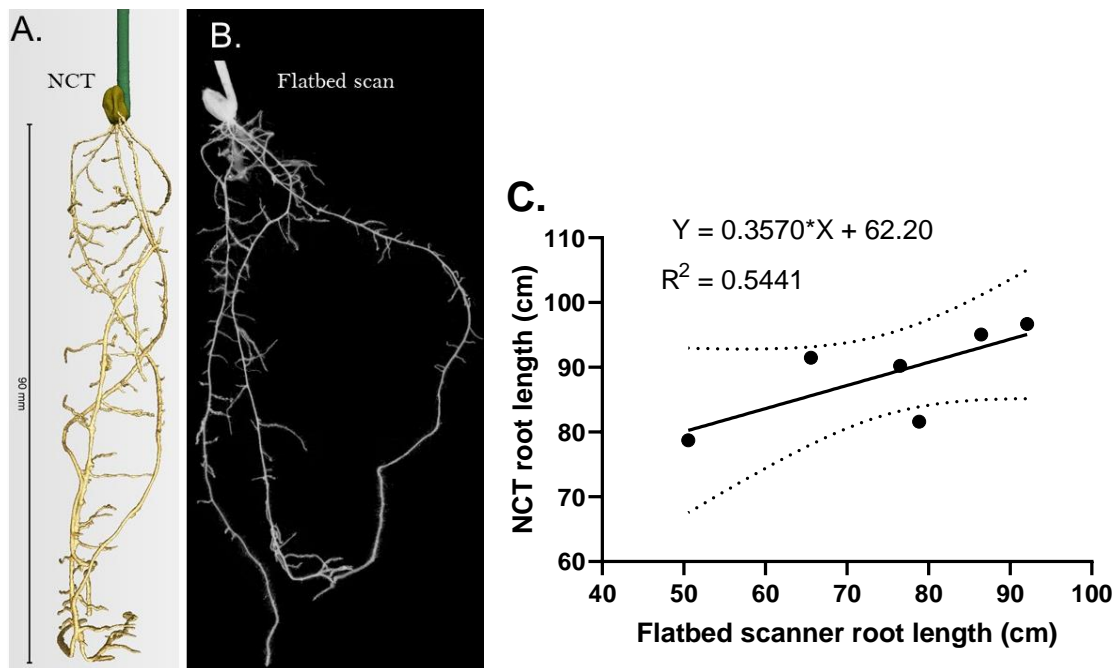 A.
NCT
90 mm
B.
Flatbed scan
C.
Y = 0.3570*X + 62.20
R² = 0.5441
110
100
90
80
70
60
NCT root length (cm)
40 50 60 70 80 90 100
Flatbed scanner root length (cm)